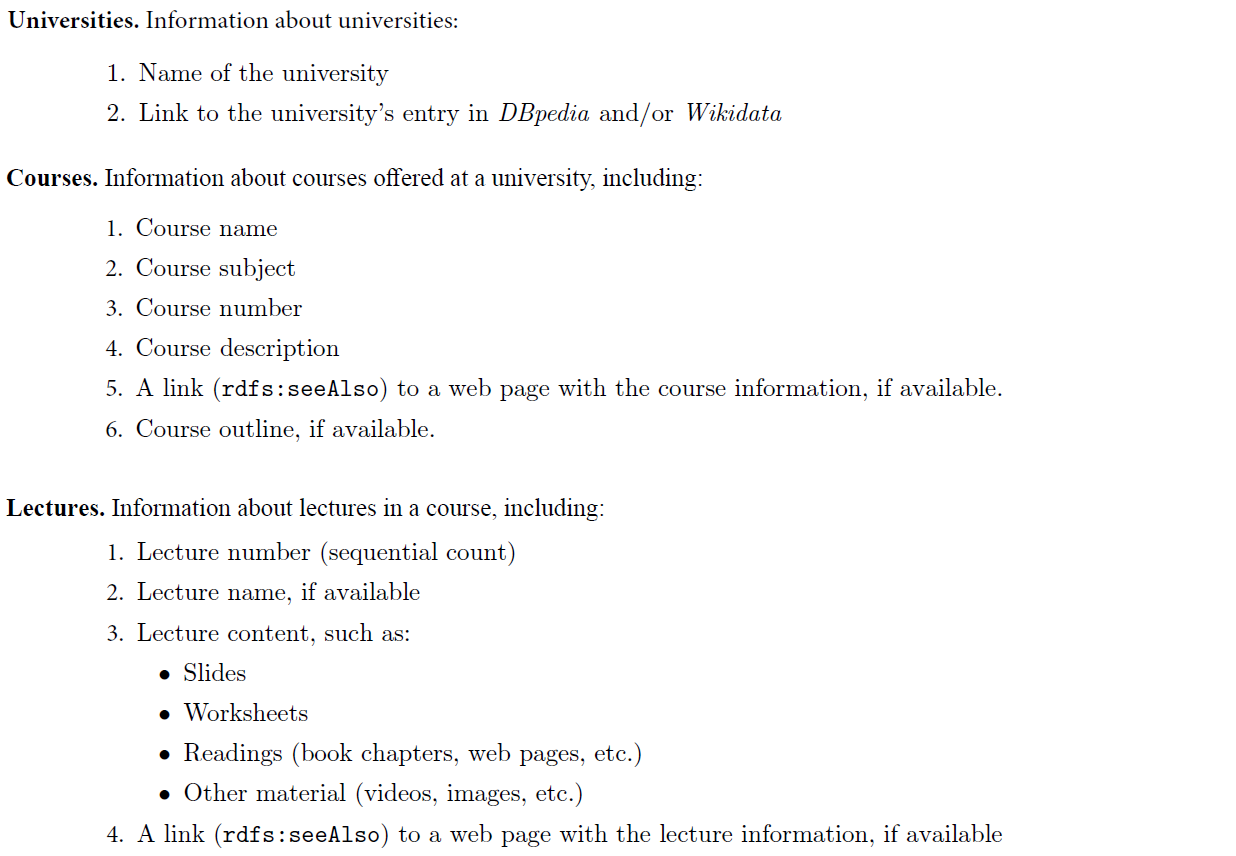 Universities. Information about universities:
1. Name of the university
2. Link to the university's entry in DBpedia and/or Wikidata
Courses. Information about courses offered at a university, including:
1. Course name
2. Course subject
3. Course number
4. Course description
5. A link (rdfs:seeAlso) to a web page with the course information, if available.
6. Course outline, if available.
Lectures. Information about lectures in a course, including:
1. Lecture number (sequential count)
2. Lecture name, if available
3. Lecture content, such as:
• Slides
• Worksheets
• Readings (book chapters, web pages, etc.)
• Other material (videos, images, etc.)
4. A link (rdfs:seeAlso) to a web page with the lecture information, if available